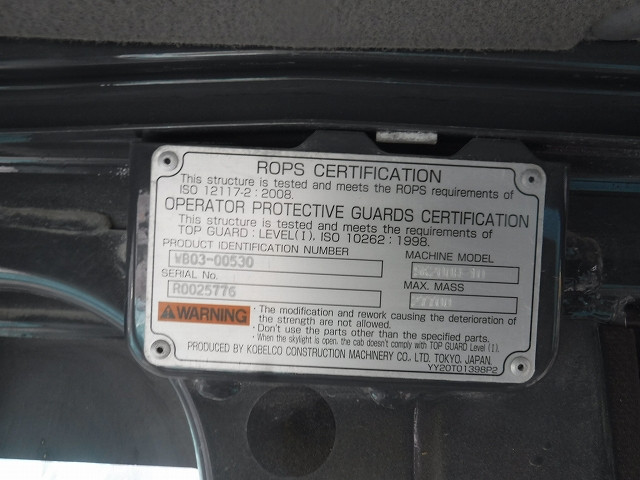 ROPS CERTIFICATION
This structure is tested and meets the ROPS requirements of
ISO 12117-2 : 2008.
OPERATOR PROTECTIVE GUARDS CERTIFICATION
This structure is tested and meets the requirements of
TOP GUARD : LEVEL(I), ISO 10262 : 1998.
PRODUCT IDENTIFICATION NUMBER
WB03-00530
MACHINE MODEL
SERIAL No.
R0025776
MAX. MASS
WARNING
· The modification and rework causing the deterioration of
the strength are not allowed.
· Don't use the parts other than the specified parts.
· When the skylight is open, the cab doesn't comply with TOP GUARD Level (I).
PRODUCED BY KOBELCO CONSTRUCTION MACHINERY CO., LTD. TOKYO, JAPAN.
YY20T01398P2